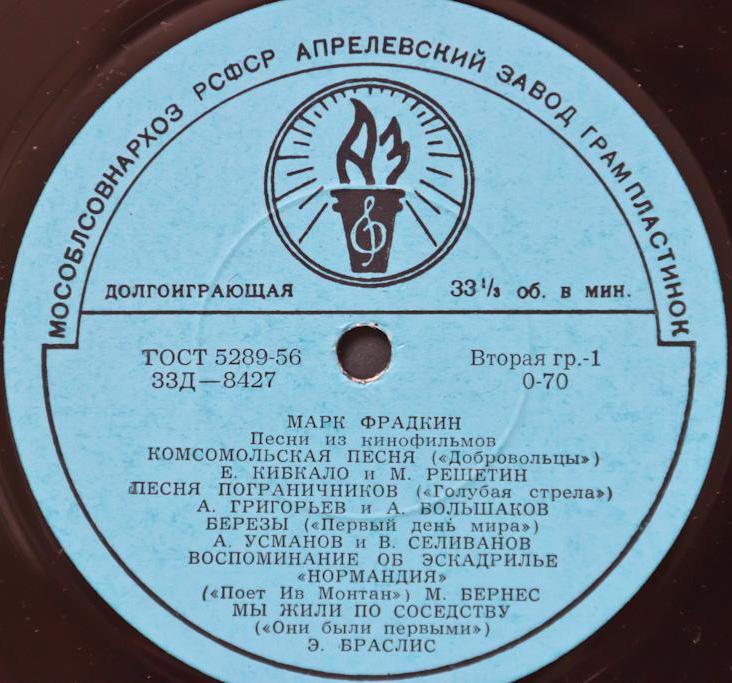 МОСОБЛСОВНАРХОЗ РСФСР АПРЕЛЕВСКИЙ ЗАВОД ГРАМПЛАСТИНОК
АЗ
ДОЛГОИГРАЮЩАЯ 33 1/3 об. в мин.
ГОСТ 5289-56 Вторая гр.-1
33Д—8427 0-70
МАРК ФРАДКИН
Песни из кинофильмов
КОМСОМОЛЬСКАЯ ПЕСНЯ («Добровольцы»)
Е. КИБКАЛО и М. РЕШЕТИН
ПЕСНЯ ПОГРАНИЧНИКОВ («Голубая стрела»)
А. ГРИГОРЬЕВ и А. БОЛЬШАКОВ
БЕРЕЗЫ («Первый день мира»)
А. УСМАНОВ и В. СЕЛИВАНОВ
ВОСПОМИНАНИЕ ОБ ЭСКАДРИЛЬЕ
«НОРМАНДИЯ»
(«Поет Ив Монтан») М. БЕРНЕС
МЫ ЖИЛИ ПО СОСЕДСТВУ
(«Они были первыми»)
Э. БРАСЛИС